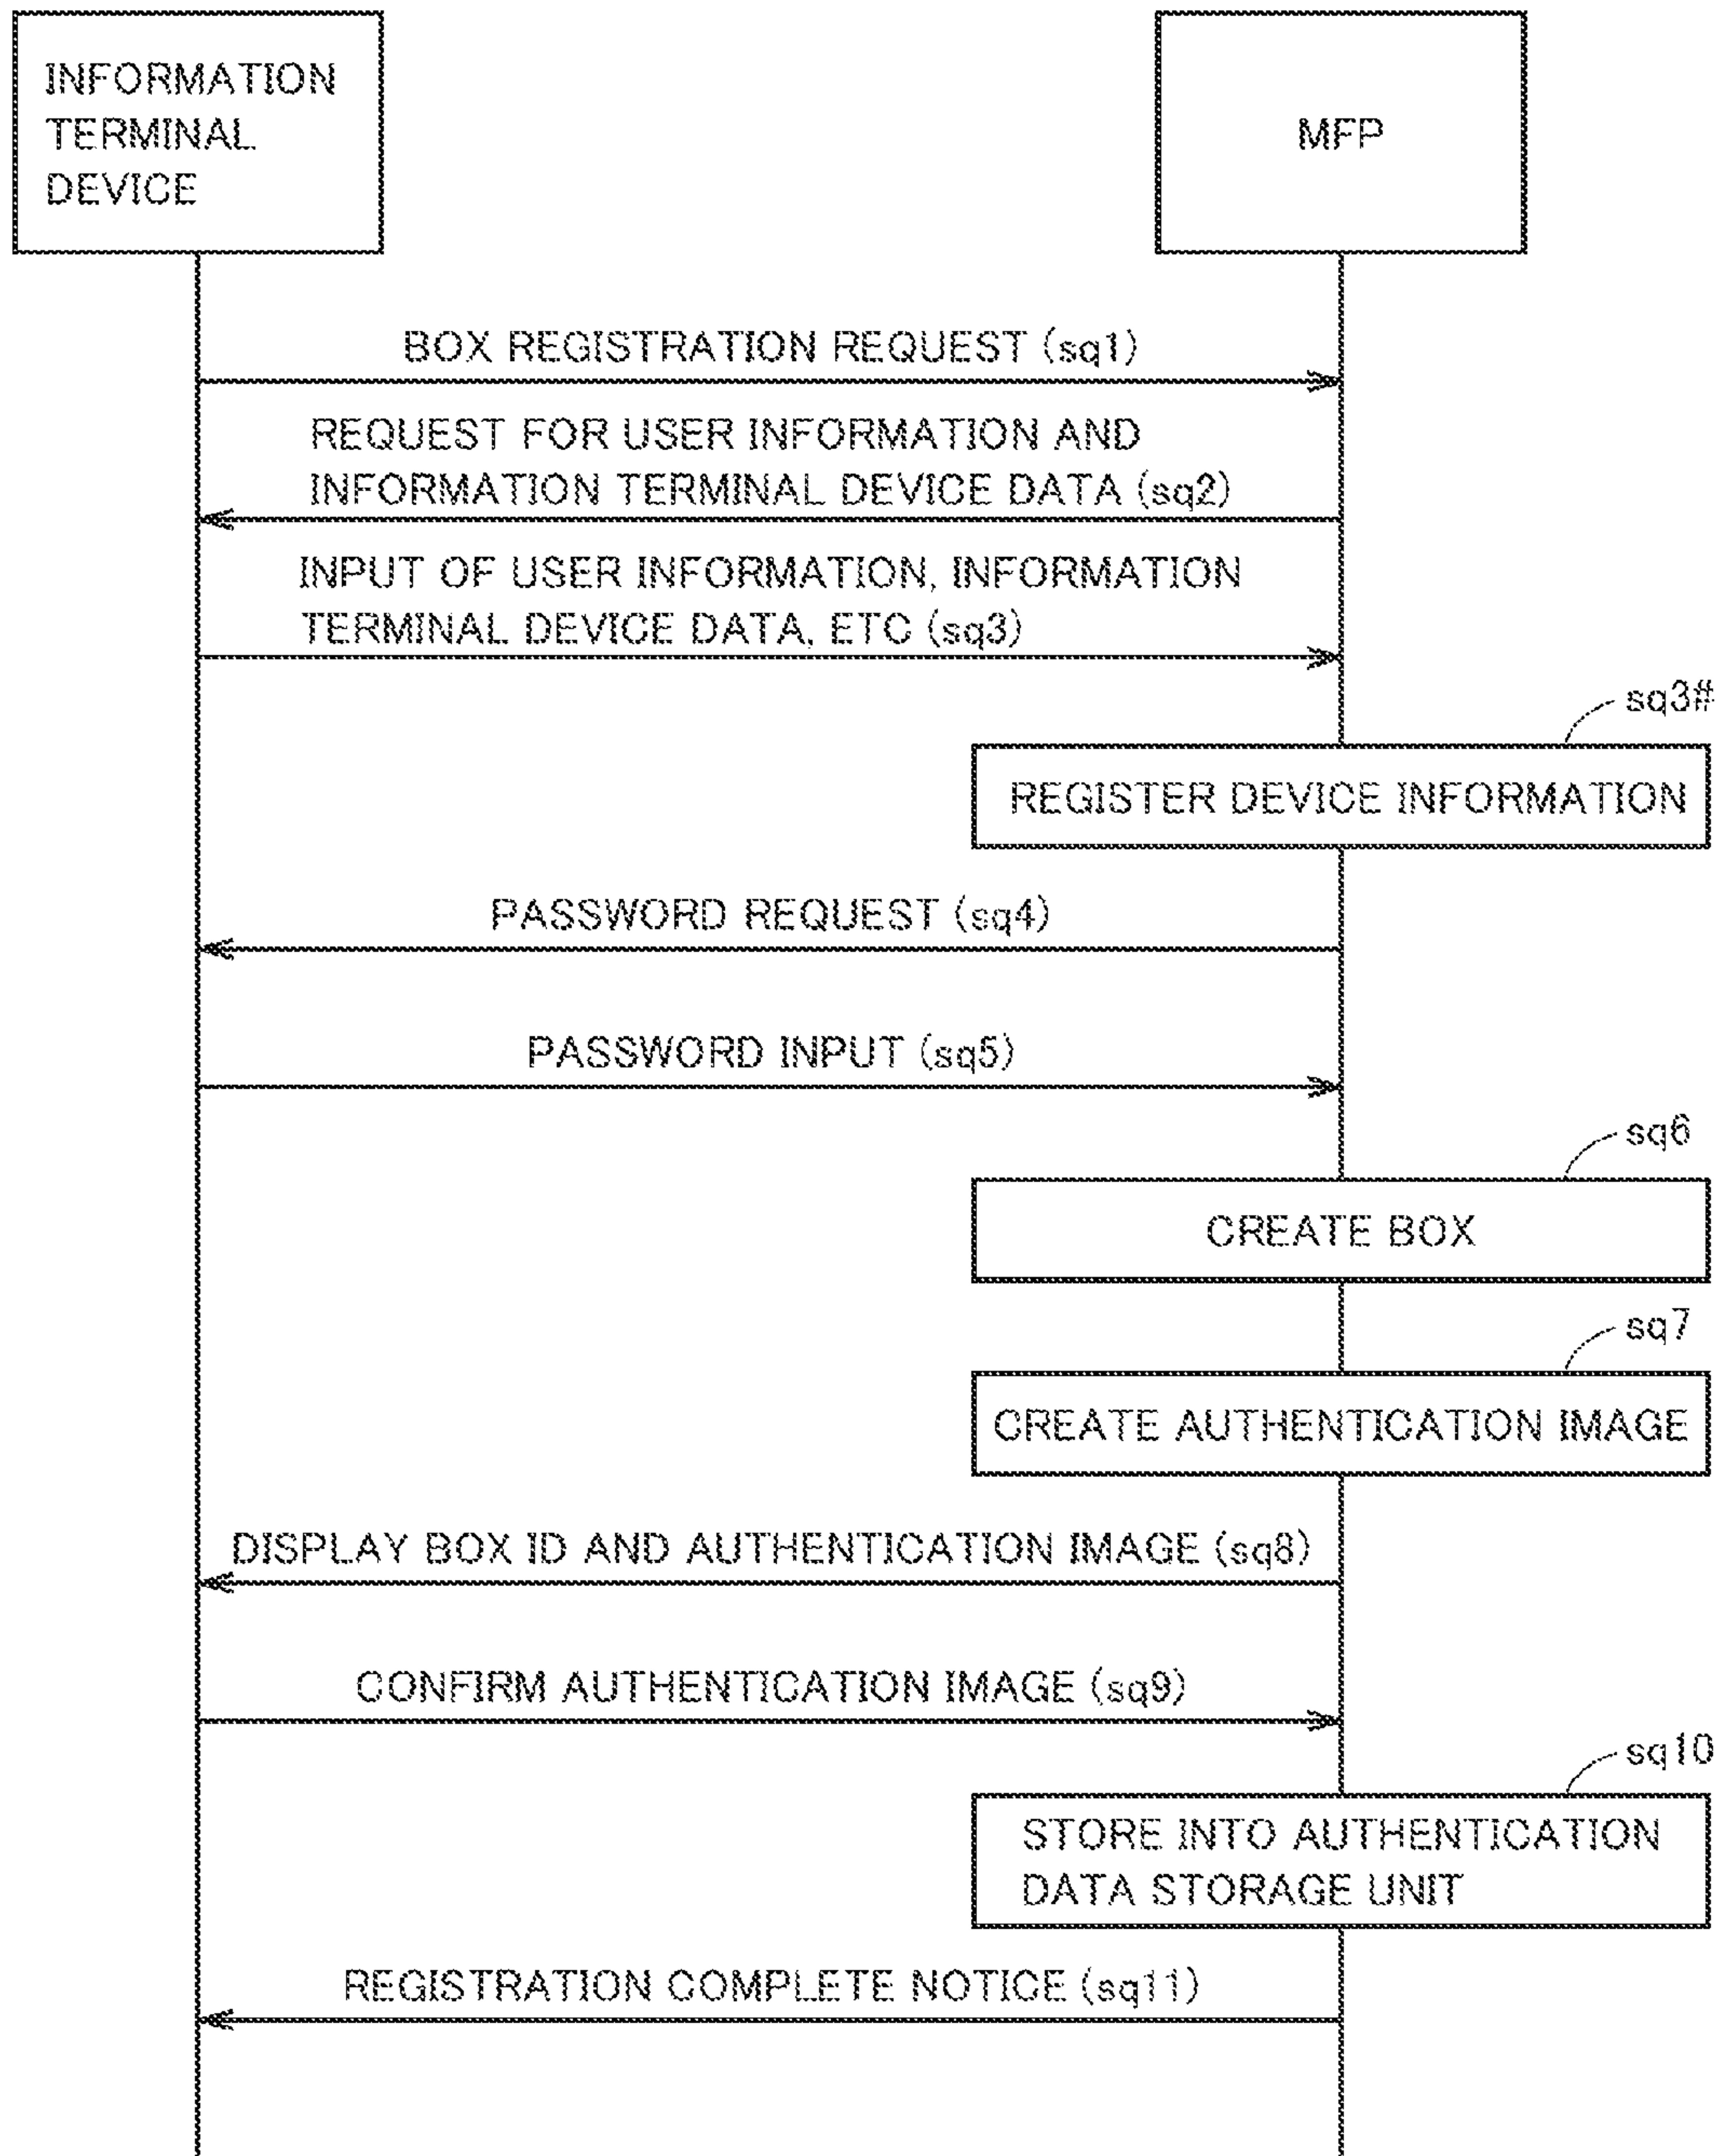 INFORMATION
TERMINAL
DEVICE
MFP
BOX REGISTRATION REQUEST (sq1)
REQUEST FOR USER INFORMATION AND
INFORMATION TERMINAL DEVICE DATA (sq2)
INPUT OF USER INFORMATION, INFORMATION
TERMINAL DEVICE DATA, ETC (sq3)
sq3#
REGISTER DEVICE INFORMATION
PASSWORD REQUEST (sq4)
PASSWORD INPUT (sq5)
sq6
CREATE BOX
sq7
CREATE AUTHENTICATION IMAGE
DISPLAY BOX ID AND AUTHENTICATION IMAGE (sq8)
CONFIRM AUTHENTICATION IMAGE (sq9)
sq10
STORE INTO AUTHENTICATION
DATA STORAGE UNIT
REGISTRATION COMPLETE NOTICE (sq11)